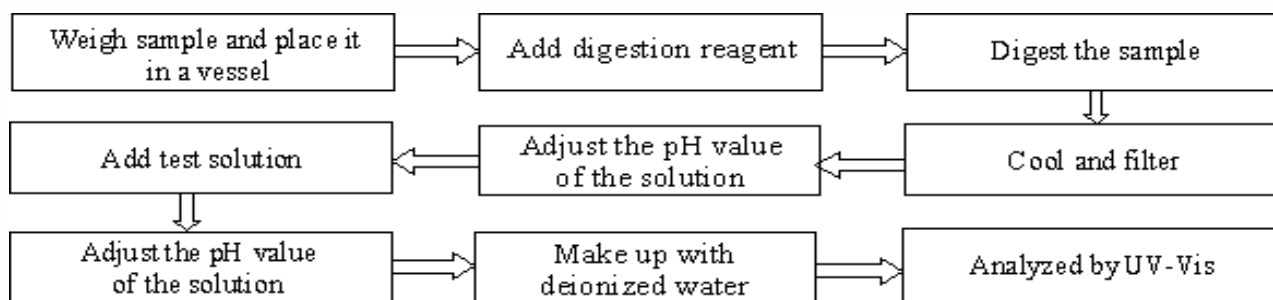 Weigh sample and place it
in a vessel
Add digestion reagent
Digest the sample
Cool and filter
Adjust the pH value
of the solution
Add test solution
Adjust the pH value
of the solution
Make up with
deionized water
Analyzed by UV-Vis